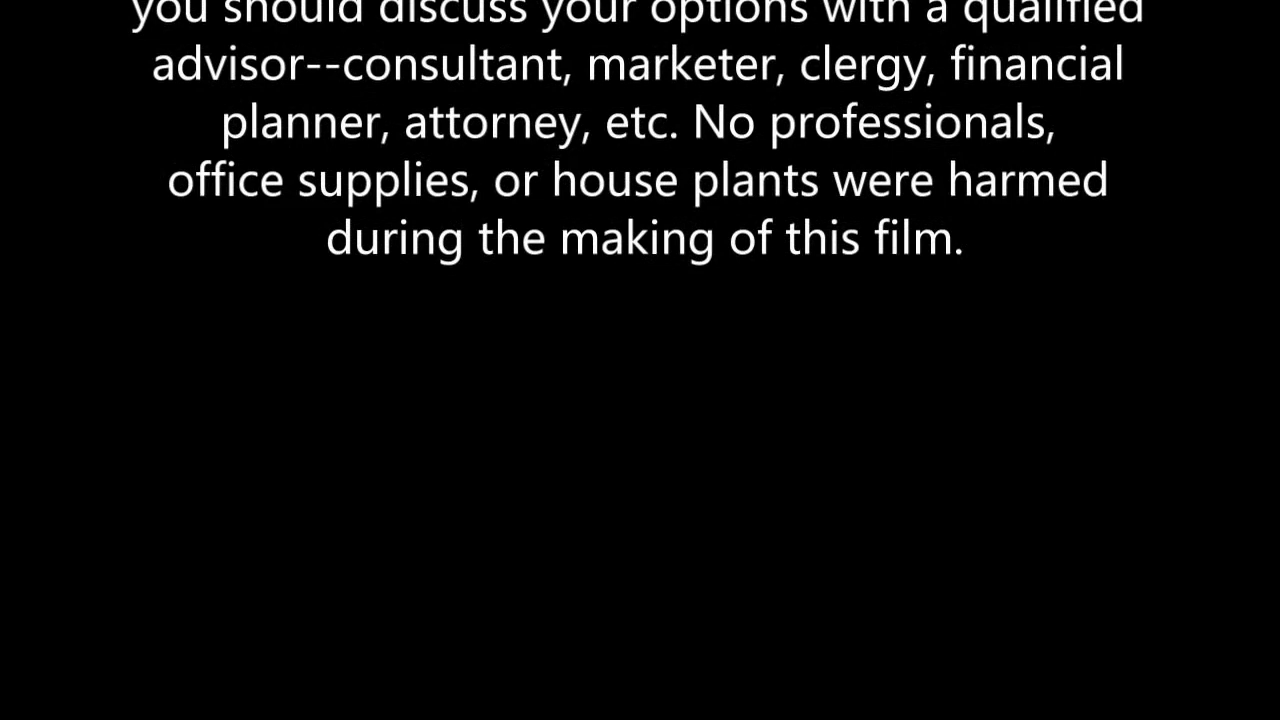 you should discuss your options with a qualified
advisor--consultant, marketer, clergy, financial
planner, attorney, etc. No professionals,
office supplies, or house plants were harmed
during the making of this film.